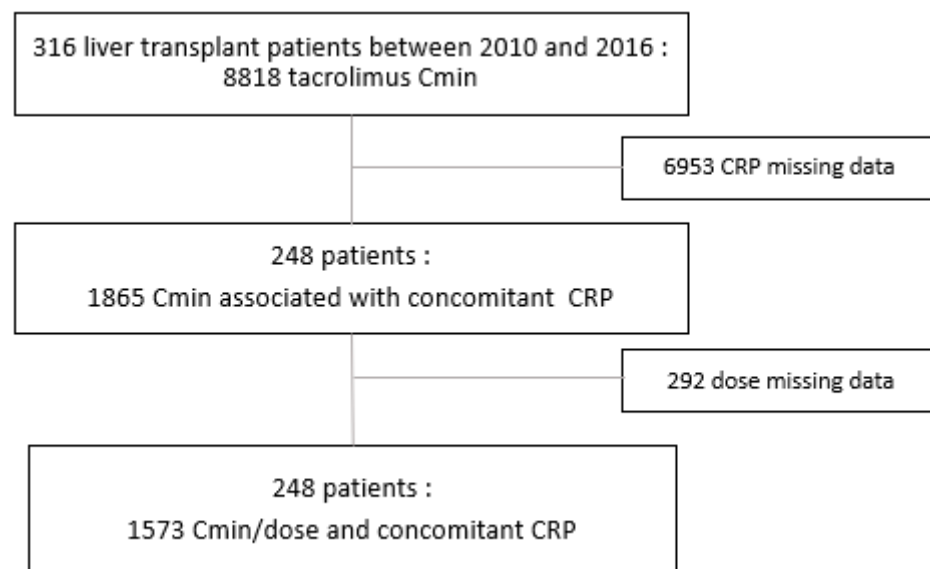 316 liver transplant patients between 2010 and 2016 :
8818 tacrolimus Cmin
6953 CRP missing data
248 patients :
1865 Cmin associated with concomitant CRP
292 dose missing data
248 patients :
1573 Cmin/dose and concomitant CRP